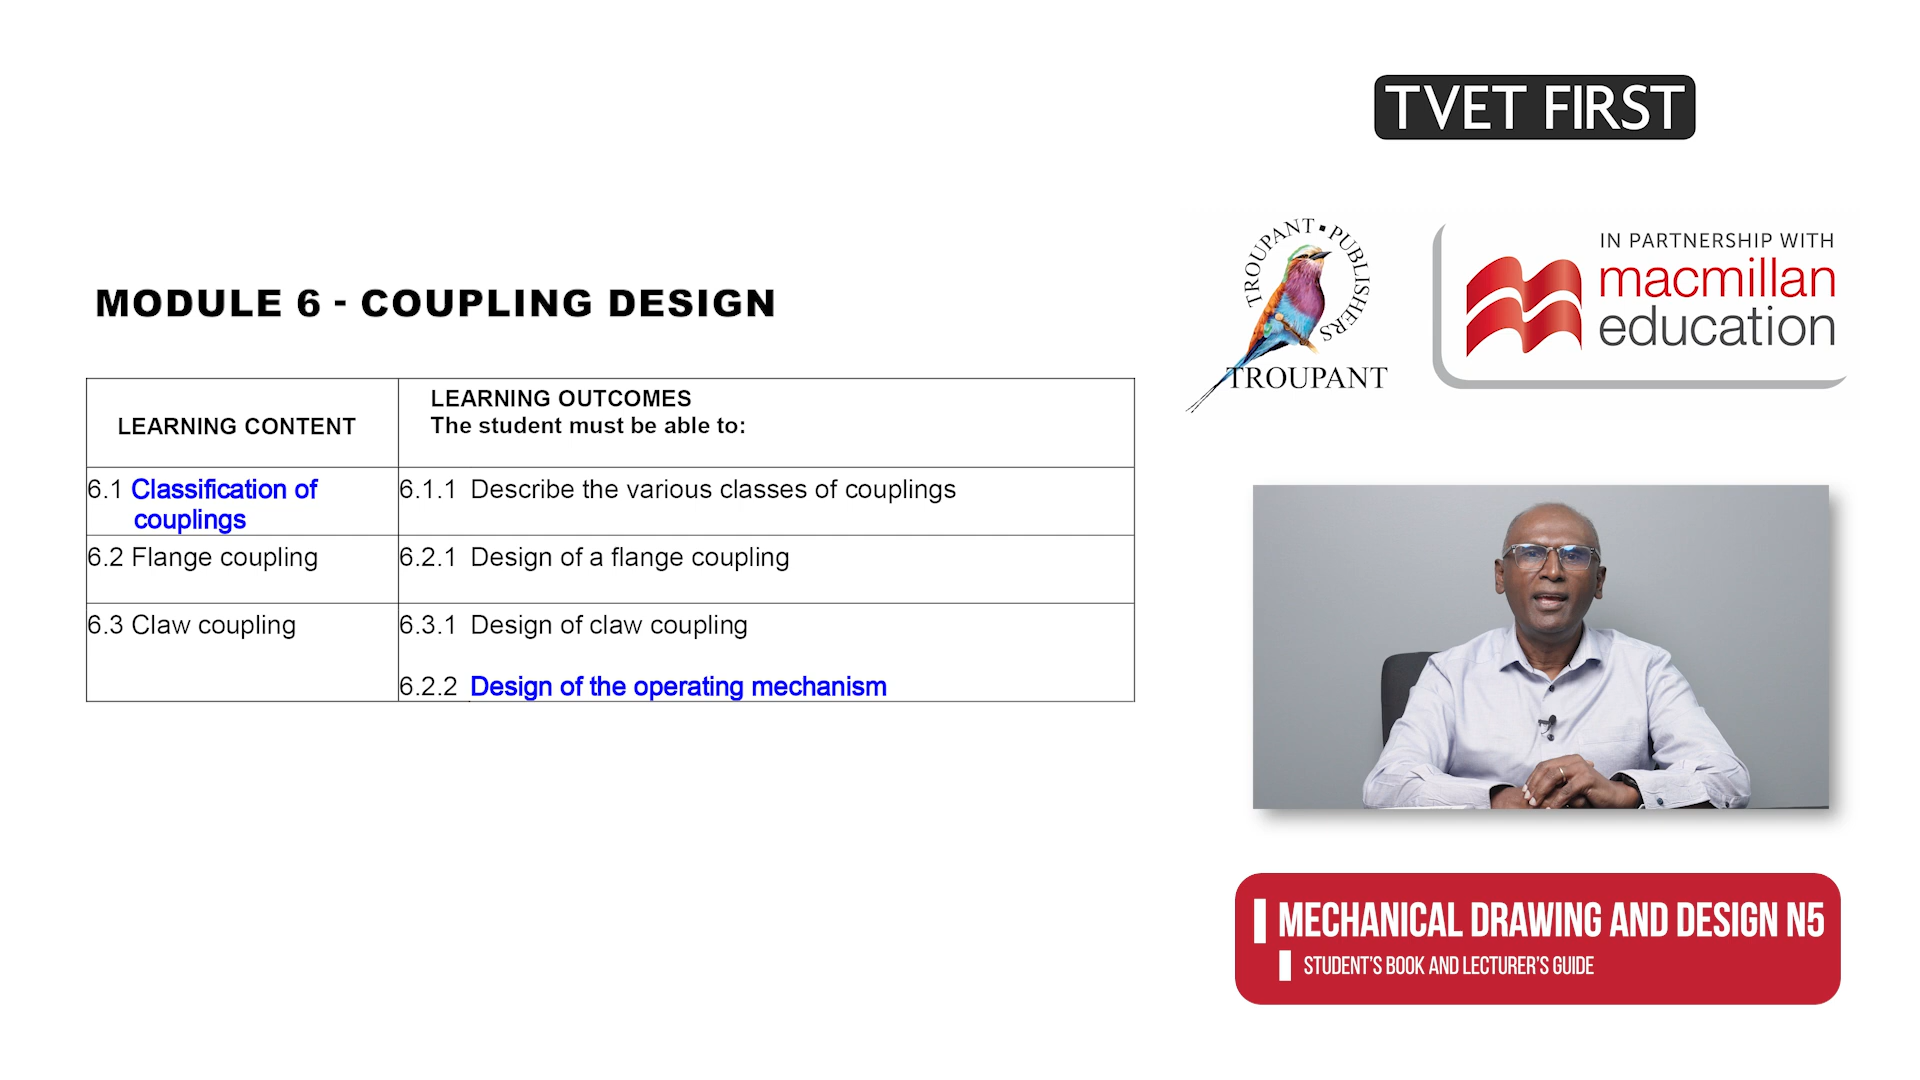 TVET FIRST
TROUPANT PUBLISHERS
TROUPANT
IN PARTNERSHIP WITH
macmillan
education
MODULE 6 - COUPLING DESIGN
LEARNING CONTENT
LEARNING OUTCOMES
The student must be able to:
6.1 Classification of
couplings
6.1.1 Describe the various classes of couplings
6.2 Flange coupling
6.2.1 Design of a flange coupling
6.3 Claw coupling
6.3.1 Design of claw coupling
6.2.2 Design of the operating mechanism
MECHANICAL DRAWING AND DESIGN N5
STUDENT'S BOOK AND LECTURER'S GUIDE